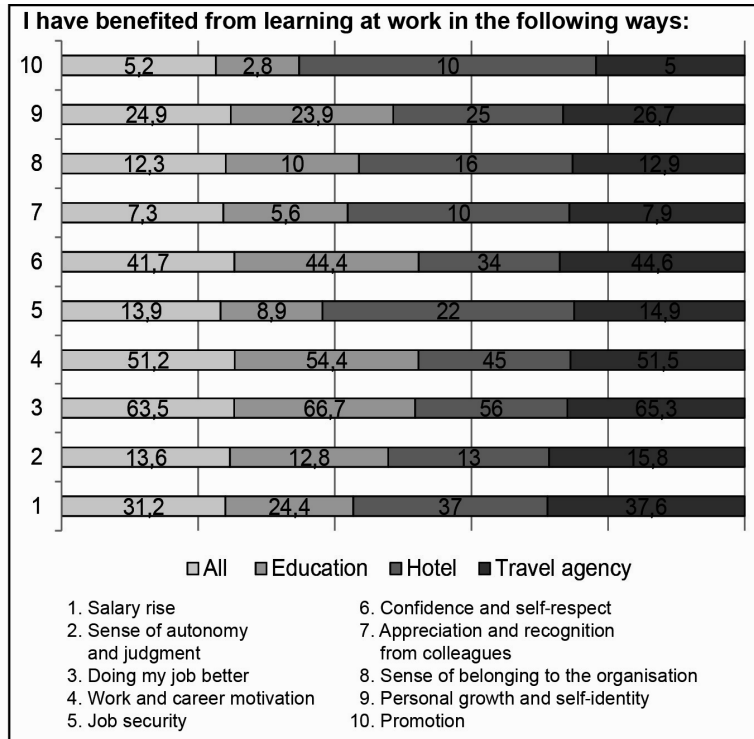 I have benefited from learning at work in the following ways:
10 5,2 2,8 10 5
9 24,9 23,9 25 26,7
8 12,3 10 16 12,9
7 7,3 5,6 10 7,9
6 41,7 44,4 34 44,6
5 13,9 8,9 22 14,9
4 51,2 54,4 45 51,5
3 63,5 66,7 56 65,3
2 13,6 12,8 13 15,8
1 31,2 24,4 37 37,6
All Education Hotel Travel agency
1. Salary rise
2. Sense of autonomy
and judgment
3. Doing my job better
4. Work and career motivation
5. Job security
6. Confidence and self-respect
7. Appreciation and recognition
from colleagues
8. Sense of belonging to the organisation
9. Personal growth and self-identity
10. Promotion